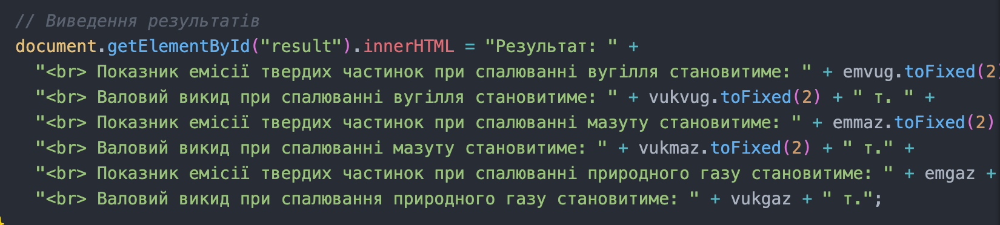 // Виведення результатів
document.getElementById("result").innerHTML = "Результат: " +
"<br> Показник емісії твердих частинок при спалюванні вугілля становитиме: " + emvug.toFixed(2)
"<br> Валовий викид при спалюванні вугілля становитиме: " + vukvug.toFixed(2) + " т. " +
"<br> Показник емісії твердих частинок при спалюванні мазуту становитиме: " + emmaz.toFixed(2)
"<br> Валовий викид при спалюванні мазуту становитиме: " + vukmaz.toFixed(2) + " т." +
"<br> Показник емісії твердих частинок при спалюванні природного газу становитиме: " + emgaz +
"<br> Валовий викид при спалювання природного газу становитиме: " + vukgaz + " т.";
}